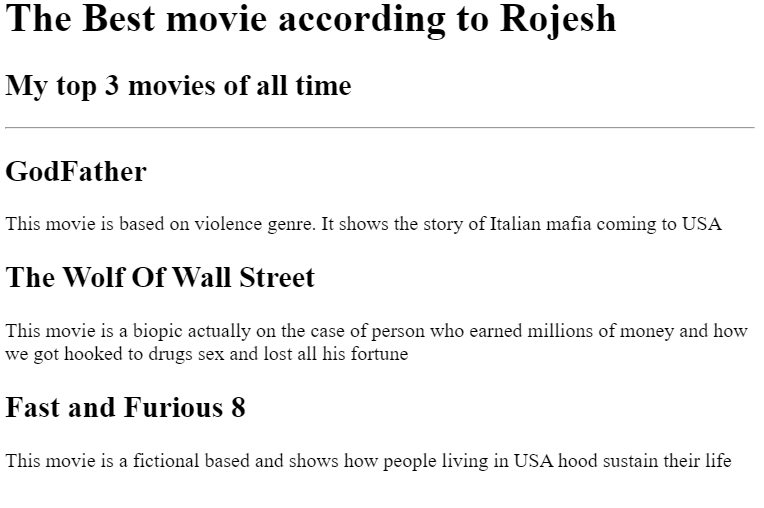 The Best movie according to Rojesh
My top 3 movies of all time
GodFather
This movie is based on violence genre. It shows the story of Italian mafia coming to USA
The Wolf Of Wall Street
This movie is a biopic actually on the case of person who earned millions of money and how
we got hooked to drugs sex and lost all his fortune
Fast and Furious 8
This movie is a fictional based and shows how people living in USA hood sustain their life